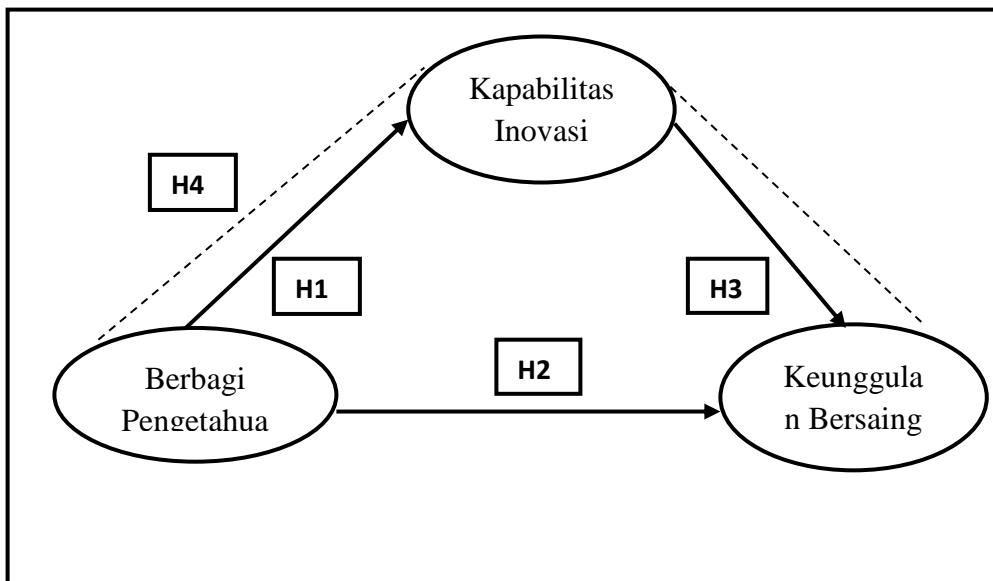 Kapabilitas
Inovasi
H4
H1
H3
H2
Berbagi
Pengetahua
Keunggula
n Bersaing